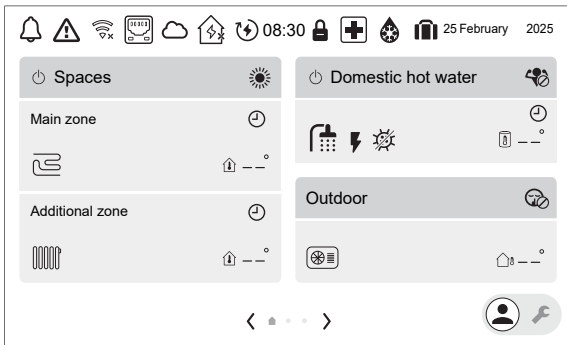 08:30 25 February 2025
Spaces
Main zone
--°
Additional zone
--°
Domestic hot water
--°
Outdoor
--°